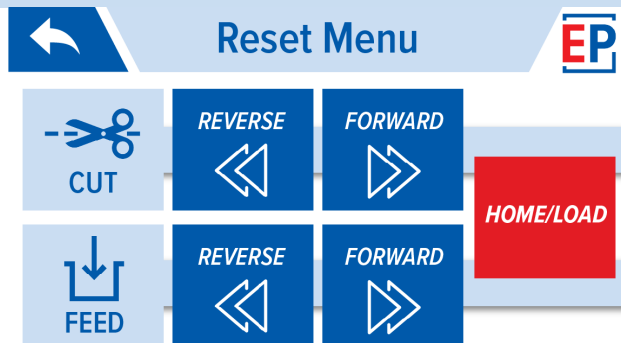 Reset Menu
EP
REVERSE
FORWARD
CUT
HOME/LOAD
REVERSE
FORWARD
FEED